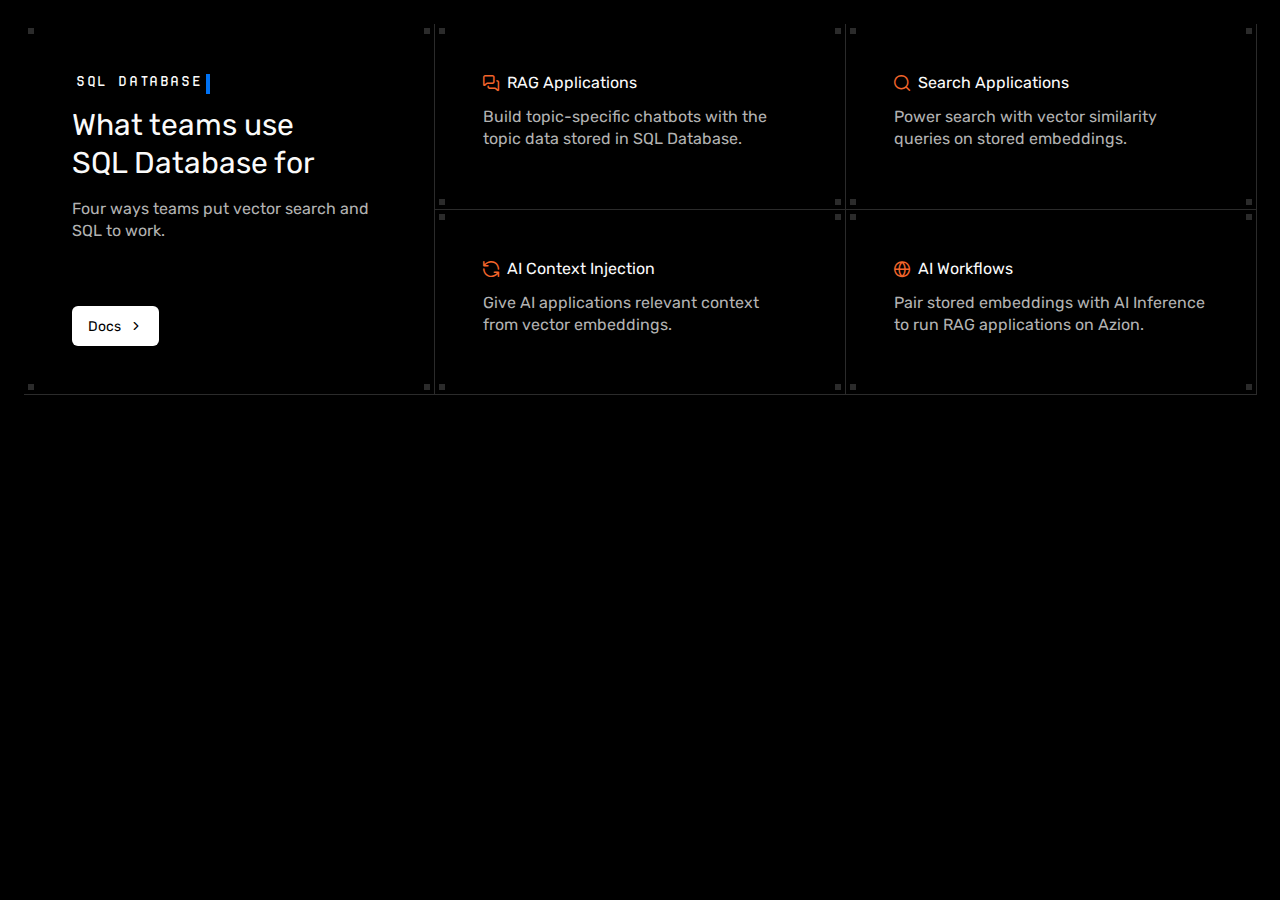 SQL DATABASE
What teams use
SQL Database for
Four ways teams put vector search and
SQL to work.
Docs
RAG Applications
Build topic-specific chatbots with the
topic data stored in SQL Database.
Search Applications
Power search with vector similarity
queries on stored embeddings.
AI Context Injection
Give AI applications relevant context
from vector embeddings.
AI Workflows
Pair stored embeddings with AI Inference
to run RAG applications on Azion.